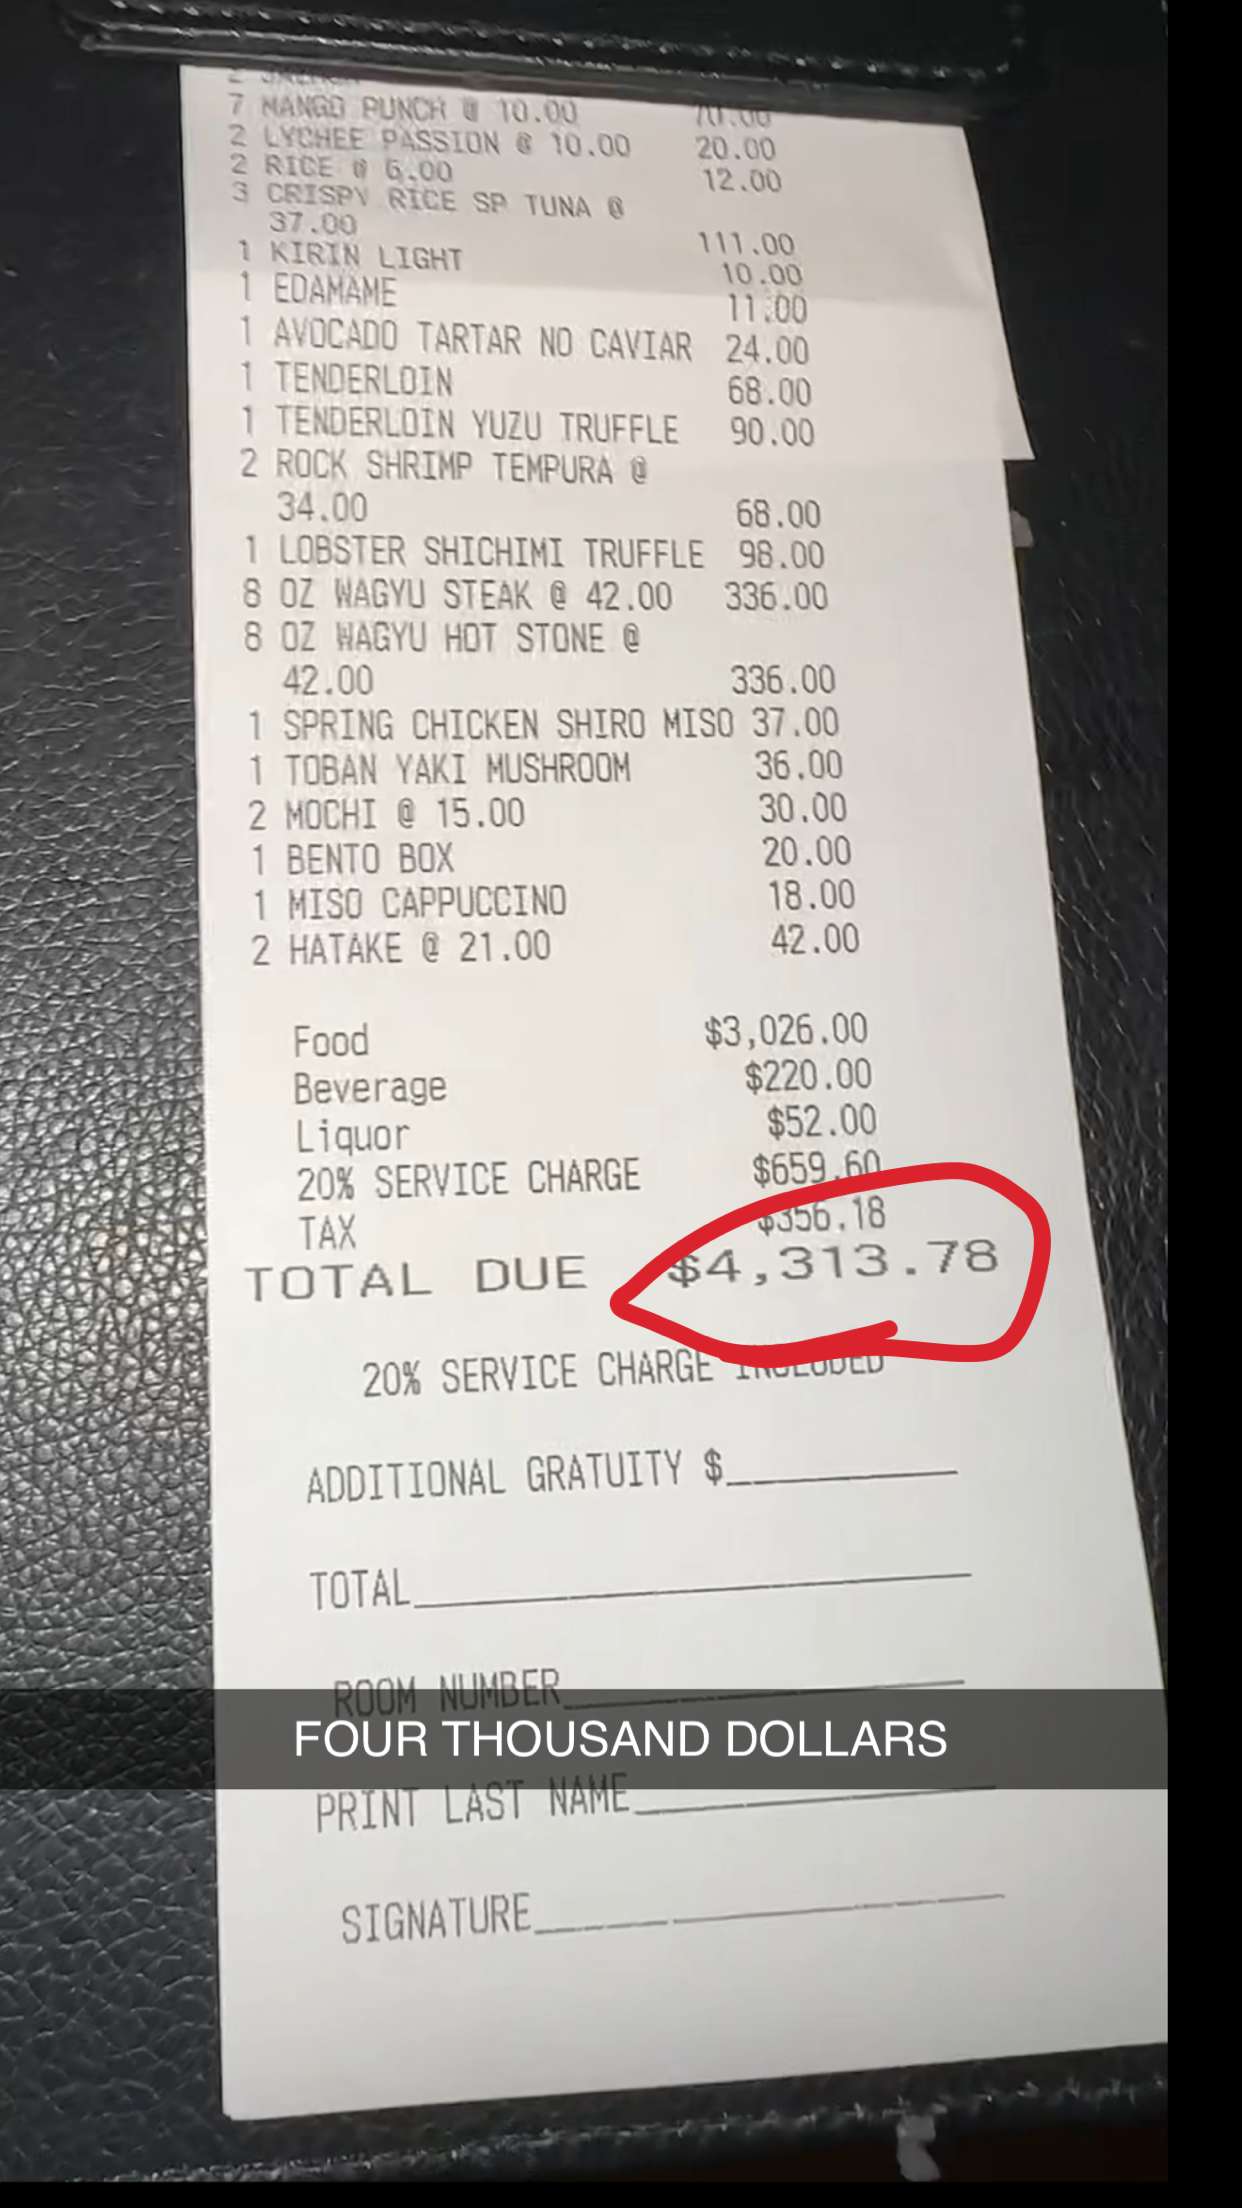 7 MANGO PUNCH @ 10.00 70.00
2 LYCHEE PASSION @ 10.00 20.00
2 RICE @ 6.00 12.00
3 CRISPY RICE SP TUNA @
37.00 111.00
1 KIRIN LIGHT 10.00
1 EDAMAME 11.00
1 AVOCADO TARTAR NO CAVIAR 24.00
1 TENDERLOIN 68.00
1 TENDERLOIN YUZU TRUFFLE 90.00
2 ROCK SHRIMP TEMPURA @
34.00 68.00
1 LOBSTER SHICHIMI TRUFFLE 98.00
8 OZ WAGYU STEAK @ 42.00 336.00
8 OZ WAGYU HOT STONE @
42.00 336.00
1 SPRING CHICKEN SHIRO MISO 37.00
1 TOBAN YAKI MUSHROOM 36.00
2 MOCHI @ 15.00 30.00
1 BENTO BOX 20.00
1 MISO CAPPUCCINO 18.00
2 HATAKE @ 21.00 42.00
Food $3,026.00
Beverage $220.00
Liquor $52.00
20% SERVICE CHARGE $659.60
TAX $356.18
TOTAL DUE $4,313.78
20% SERVICE CHARGE INCLUDED
ADDITIONAL GRATUITY $
TOTAL
ROOM NUMBER
FOUR THOUSAND DOLLARS
PRINT LAST NAME
SIGNATURE